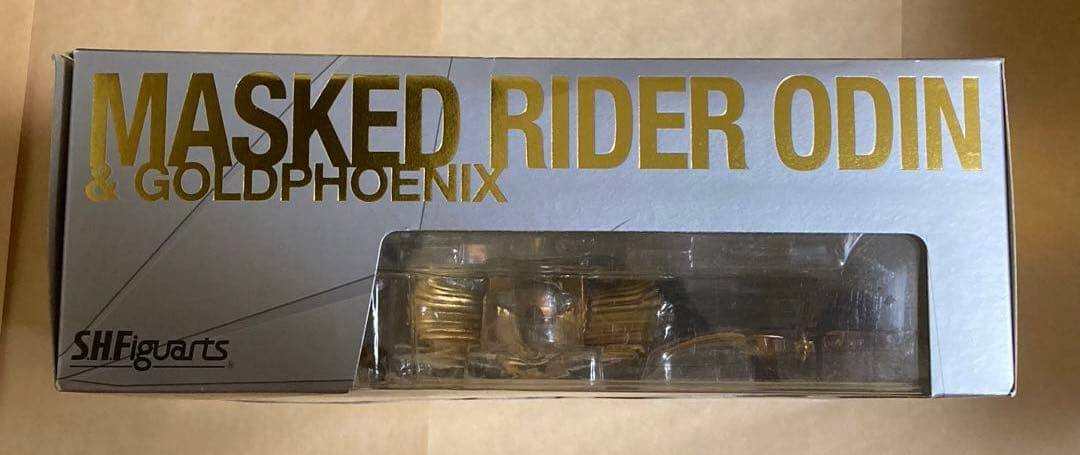 MASKED RIDER ODIN
& GOLDPHOENIX
S.H.Figuarts